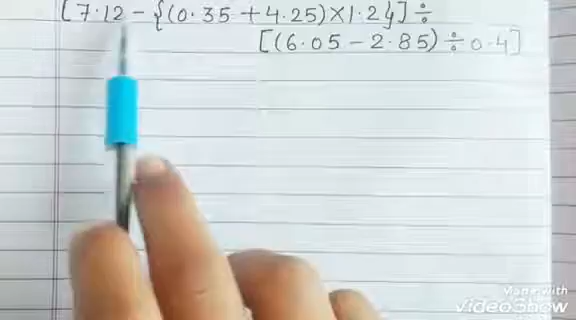 [7.12 - {(0.35 + 4.25) × 1.2}] ÷
[(6.05 - 2.85) ÷ 0.4]
Made with
VideoShow